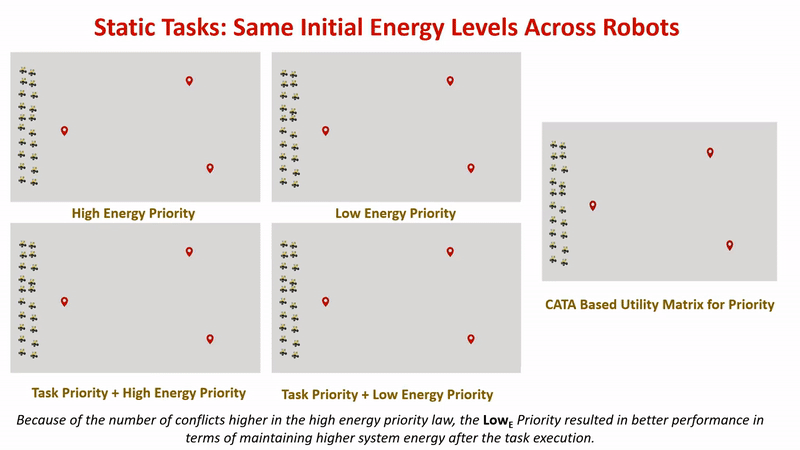 Static Tasks: Same Initial Energy Levels Across Robots
High Energy Priority
Low Energy Priority
CATA Based Utility Matrix for Priority
Task Priority + High Energy Priority
Task Priority + Low Energy Priority
Because of the number of conflicts higher in the high energy priority law, the LowE Priority resulted in better performance in
terms of maintaining higher system energy after the task execution.